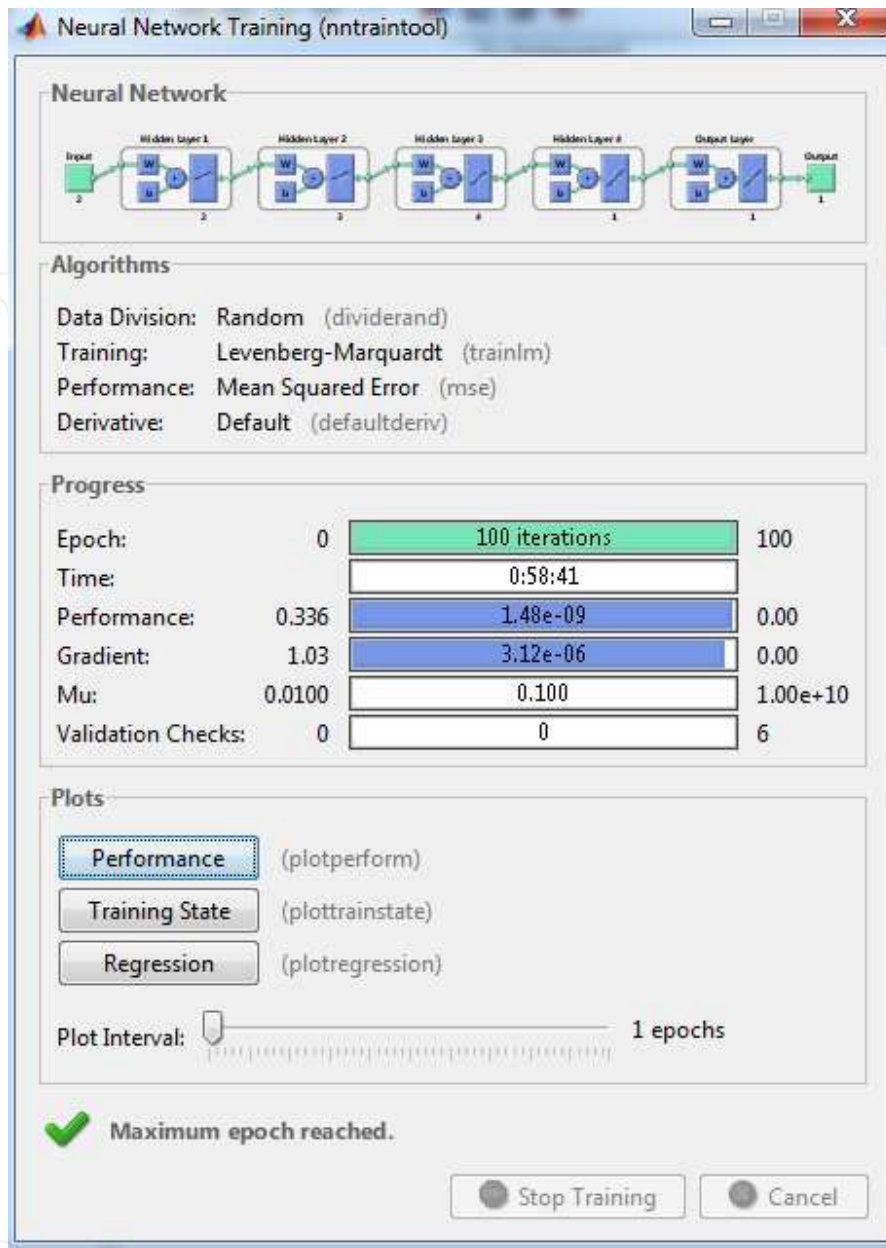 Neural Network Training (nntraintool)
Neural Network
Hidden Layer 1 Hidden Layer 2 Hidden Layer 3 Hidden Layer 4 Output Layer
Input Output
W W W W W
+ + + + +
b b b b b
2 2 3 4 1 1 1
Algorithms
Data Division: Random (dividerand)
Training: Levenberg-Marquardt (trainlm)
Performance: Mean Squared Error (mse)
Derivative: Default (defaultderiv)
Progress
Epoch: 0 100 iterations 100
Time: 0:58:41
Performance: 0.336 1.48e-09 0.00
Gradient: 1.03 3.12e-06 0.00
Mu: 0.0100 0.100 1.00e+10
Validation Checks: 0 0 6
Plots
Performance (plotperform)
Training State (plottrainstate)
Regression (plotregression)
Plot Interval: 1 epochs
Maximum epoch reached.
Stop Training Cancel